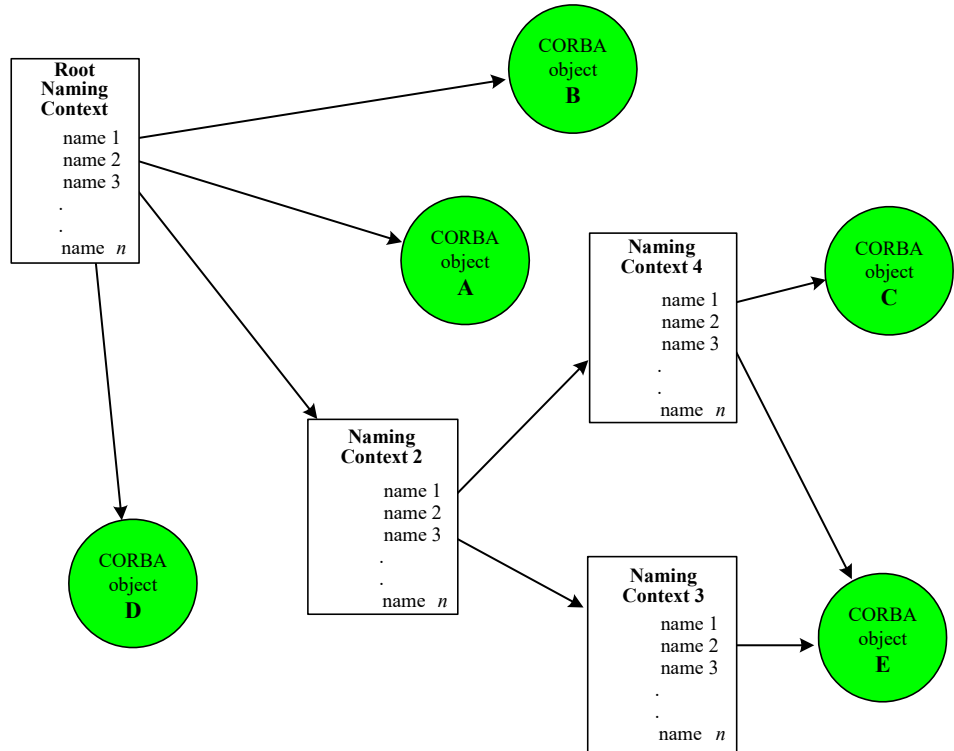 Root
Naming
Context
name 1
name 2
name 3
.
.
name n
CORBA
object
B
CORBA
object
A
Naming
Context 4
name 1
name 2
name 3
.
.
name n
CORBA
object
C
Naming
Context 2
name 1
name 2
name 3
.
.
name n
CORBA
object
D
Naming
Context 3
name 1
name 2
name 3
.
.
name n
CORBA
object
E